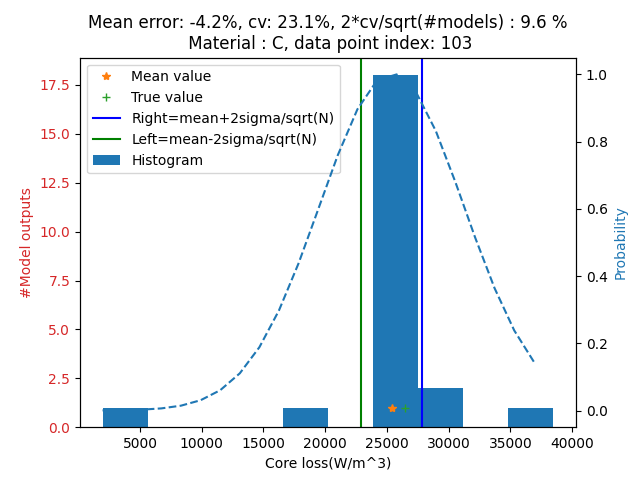 Mean error: -4.2%, cv: 23.1%, 2*cv/sqrt(#models) : 9.6 %
Material : C, data point index: 103
Mean value
True value
Right=mean+2sigma/sqrt(N)
Left=mean-2sigma/sqrt(N)
Histogram
#Model outputs
17.5
15.0
12.5
10.0
7.5
5.0
2.5
0.0
1.0
0.8
0.6
0.4
0.2
0.0
Probability
5000 10000 15000 20000 25000 30000 35000 40000
Core loss(W/m^3)